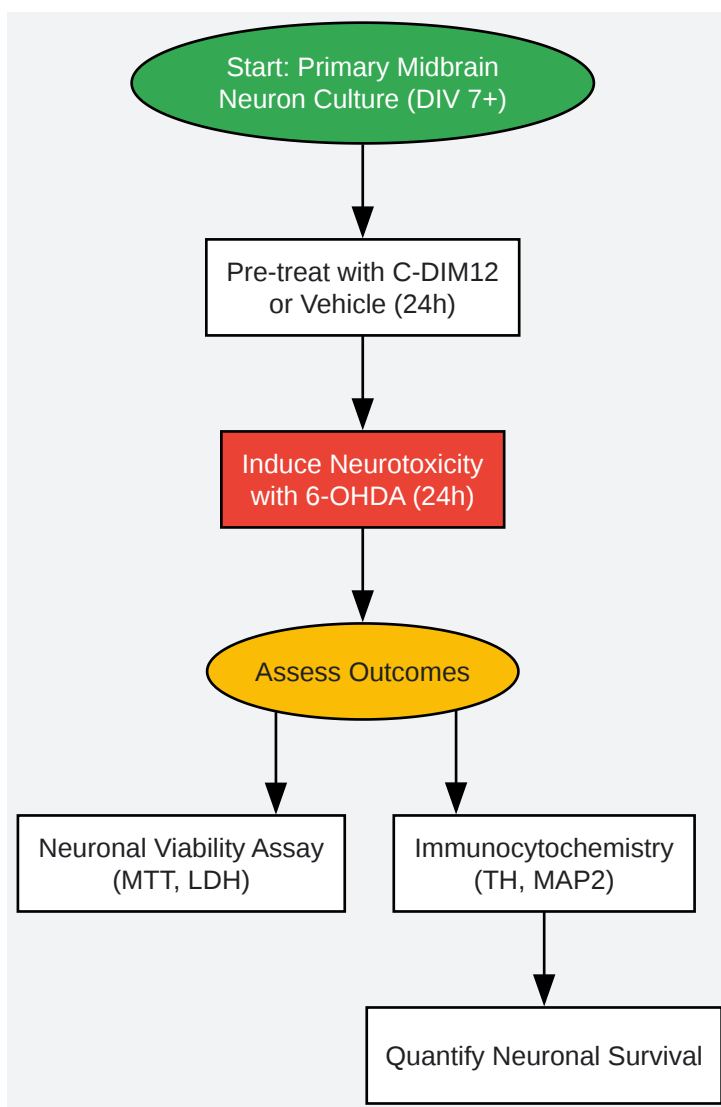 Start: Primary Midbrain
Neuron Culture (DIV 7+)
Pre-treat with C-DIM12
or Vehicle (24h)
Induce Neurotoxicity
with 6-OHDA (24h)
Assess Outcomes
Neuronal Viability Assay
(MTT, LDH)
Immunocytochemistry
(TH, MAP2)
Quantify Neuronal Survival